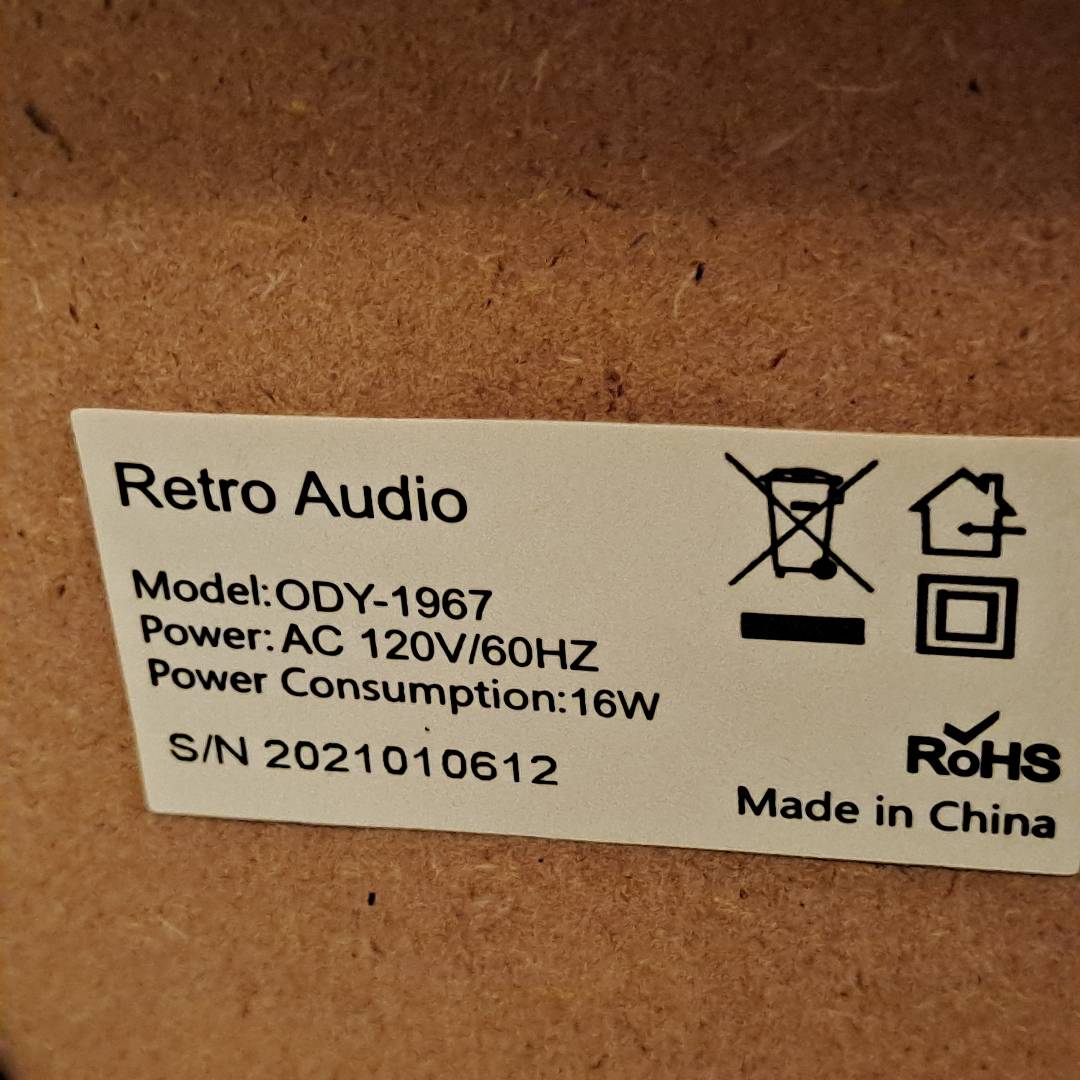 Retro Audio
Model:ODY-1967
Power: AC 120V/60HZ
Power Consumption:16W
S/N 2021010612
RoHS
Made in China